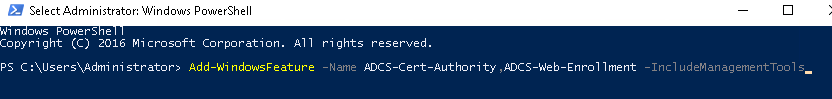 Select Administrator: Windows PowerShell
Windows PowerShell
Copyright (C) 2016 Microsoft Corporation. All rights reserved.
PS C:\Users\Administrator> Add-WindowsFeature -Name ADCS-Cert-Authority,ADCS-Web-Enrollment -IncludeManagementTools_